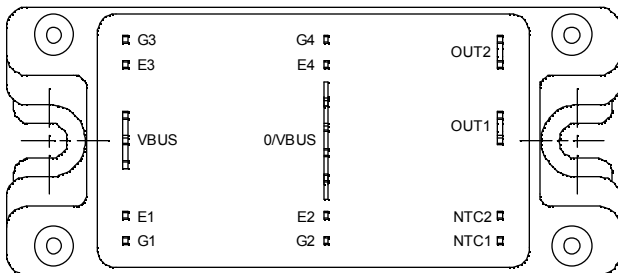 G3 G4
OUT2
E3 E4
OUT1
VBUS 0/VBUS
E1 E2 NTC2
G1 G2 NTC1